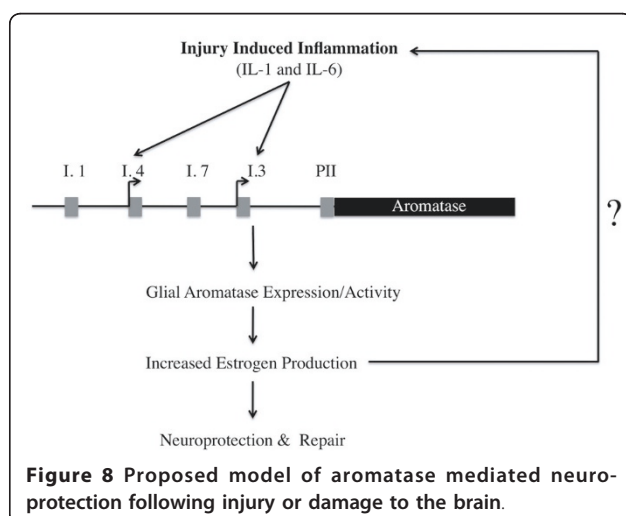 Injury Induced Inflammation
(IL-1 and IL-6)
I. 1 I. 4 I. 7 I.3 PII
Aromatase
?
Glial Aromatase Expression/Activity
Increased Estrogen Production
Neuroprotection & Repair
Figure 8 Proposed model of aromatase mediated neuro-
protection following injury or damage to the brain.